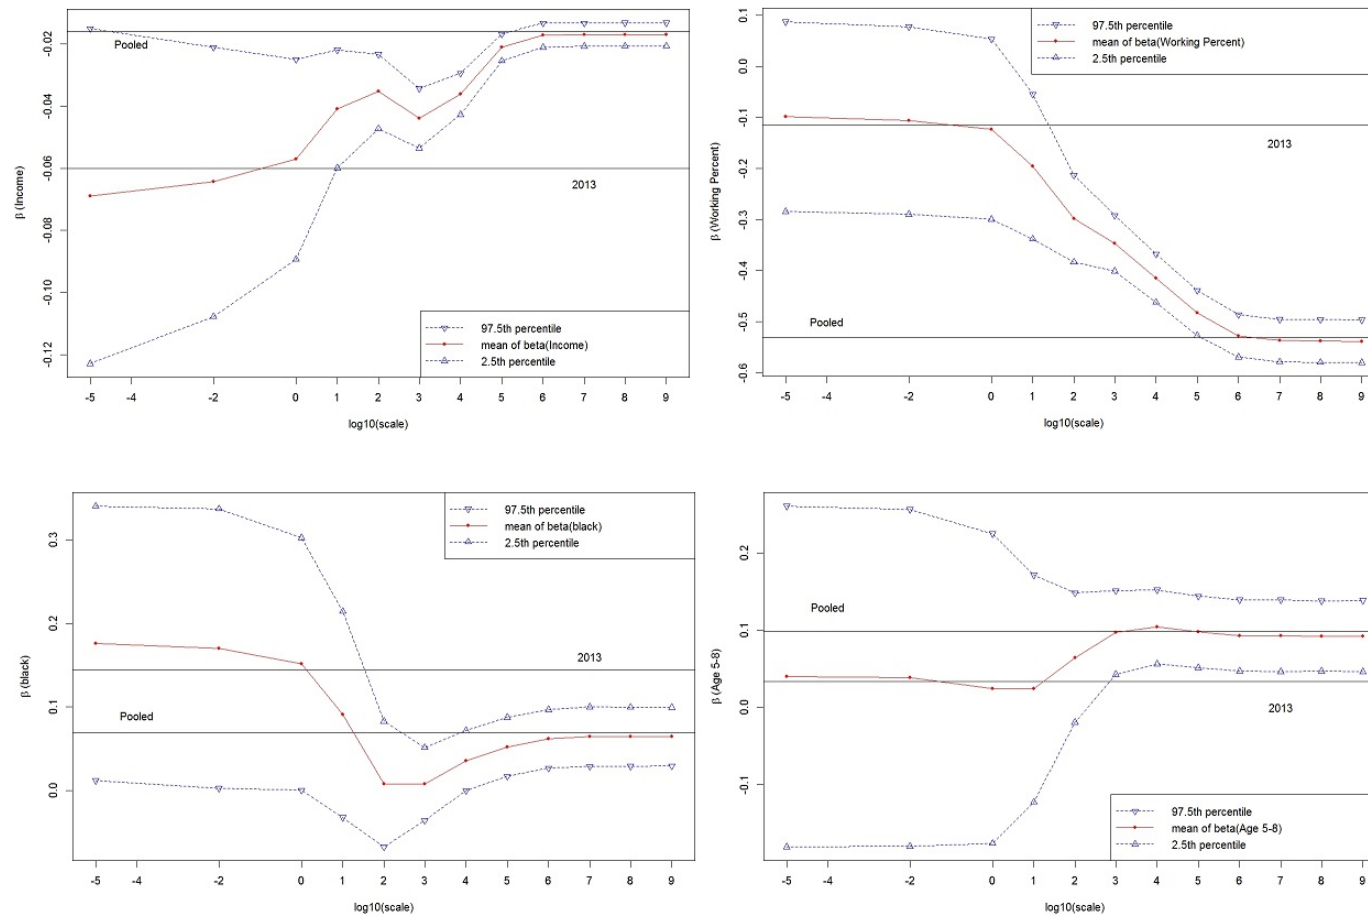 -0.02
-0.04
-0.06
-0.08
-0.10
-0.12
β (Income)
Pooled
2013
97.5th percentile
mean of beta(Income)
2.5th percentile
-5 -4 -2 0 1 2 3 4 5 6 7 8 9
log10(scale)
0.1
0.0
-0.1
-0.2
-0.3
-0.4
-0.5
-0.6
β (Working Percent)
97.5th percentile
mean of beta(Working Percent)
2.5th percentile
2013
Pooled
-5 -4 -2 0 1 2 3 4 5 6 7 8 9
log10(scale)
0.3
0.2
0.1
0.0
β (black)
97.5th percentile
mean of beta(black)
2.5th percentile
2013
Pooled
-5 -4 -2 0 1 2 3 4 5 6 7 8 9
log10(scale)
0.2
0.1
0.0
-0.1
β (Age 5-8)
Pooled
2013
97.5th percentile
mean of beta(Age 5-8)
2.5th percentile
-5 -4 -2 0 1 2 3 4 5 6 7 8 9
log10(scale)